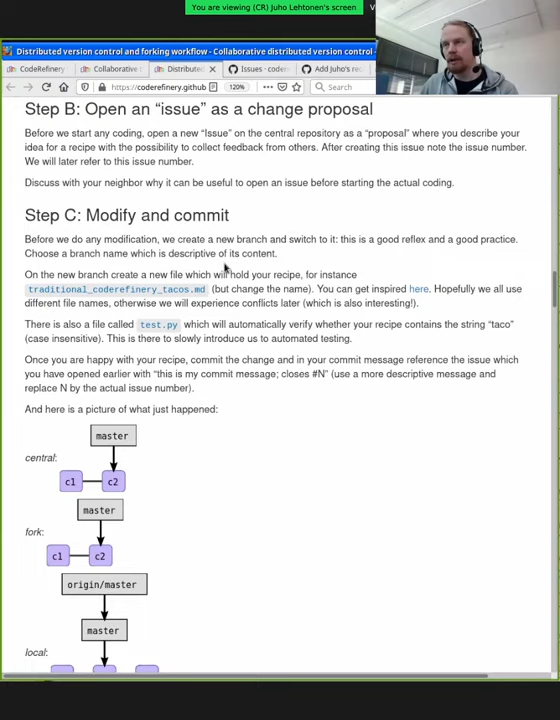 You are viewing (CR) Juho Lehtonen's screen
Distributed version control and forking workflow - Collaborative distributed version control -
CodeRefinery
Collaborative
Distributed
Issues · coder
Add Juho's rec
https://coderefinery.github
120%
Search
Step B: Open an “issue” as a change proposal
Before we start any coding, open a new “Issue” on the central repository as a “proposal” where you describe your
idea for a recipe with the possibility to collect feedback from others. After creating this issue note the issue number.
We will later refer to this issue number.
Discuss with your neighbor why it can be useful to open an issue before starting the actual coding.
Step C: Modify and commit
Before we do any modification, we create a new branch and switch to it: this is a good reflex and a good practice.
Choose a branch name which is descriptive of its content.
On the new branch create a new file which will hold your recipe, for instance
traditional_coderefinery_tacos.md (but change the name). You can get inspired here. Hopefully we all use
different file names, otherwise we will experience conflicts later (which is also interesting!).
There is also a file called test.py which will automatically verify whether your recipe contains the string “taco”
(case insensitive). This is there to slowly introduce us to automated testing.
Once you are happy with your recipe, commit the change and in your commit message reference the issue which
you have opened earlier with “this is my commit message; closes #N” (use a more descriptive message and
replace N by the actual issue number).
And here is a picture of what just happened:
master
central:
c1
c2
master
fork:
c1
c2
origin/master
master
local: